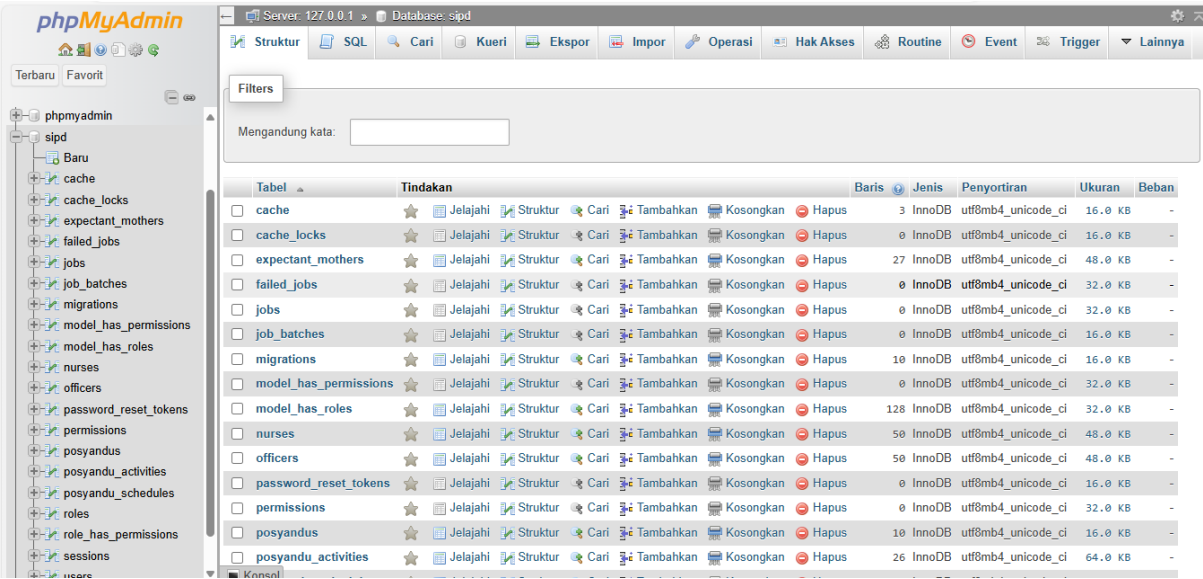 phpMyAdmin
Terbaru Favorit
phpmyadmin
sipd
Baru
cache
cache_locks
expectant_mothers
failed_jobs
jobs
job_batches
migrations
model_has_permissions
model_has_roles
nurses
officers
password_reset_tokens
permissions
posyandus
posyandu_activities
posyandu_schedules
roles
role_has_permissions
sessions
users
Server: 127.0.0.1 » Database: sipd
Struktur SQL Cari Kueri Ekspor Impor Operasi Hak Akses Routine Event Trigger Lainnya
Filters
Mengandung kata:
Tabel Tindakan Baris Jenis Penyortiran Ukuran Beban
cache Jelajahi Struktur Cari Tambahkan Kosongkan Hapus 3 InnoDB utf8mb4_unicode_ci 16.0 KB -
cache_locks Jelajahi Struktur Cari Tambahkan Kosongkan Hapus 0 InnoDB utf8mb4_unicode_ci 16.0 KB -
expectant_mothers Jelajahi Struktur Cari Tambahkan Kosongkan Hapus 27 InnoDB utf8mb4_unicode_ci 48.0 KB -
failed_jobs Jelajahi Struktur Cari Tambahkan Kosongkan Hapus 0 InnoDB utf8mb4_unicode_ci 32.0 KB -
jobs Jelajahi Struktur Cari Tambahkan Kosongkan Hapus 0 InnoDB utf8mb4_unicode_ci 32.0 KB -
job_batches Jelajahi Struktur Cari Tambahkan Kosongkan Hapus 0 InnoDB utf8mb4_unicode_ci 16.0 KB -
migrations Jelajahi Struktur Cari Tambahkan Kosongkan Hapus 10 InnoDB utf8mb4_unicode_ci 16.0 KB -
model_has_permissions Jelajahi Struktur Cari Tambahkan Kosongkan Hapus 0 InnoDB utf8mb4_unicode_ci 32.0 KB -
model_has_roles Jelajahi Struktur Cari Tambahkan Kosongkan Hapus 128 InnoDB utf8mb4_unicode_ci 32.0 KB -
nurses Jelajahi Struktur Cari Tambahkan Kosongkan Hapus 50 InnoDB utf8mb4_unicode_ci 48.0 KB -
officers Jelajahi Struktur Cari Tambahkan Kosongkan Hapus 50 InnoDB utf8mb4_unicode_ci 48.0 KB -
password_reset_tokens Jelajahi Struktur Cari Tambahkan Kosongkan Hapus 0 InnoDB utf8mb4_unicode_ci 16.0 KB -
permissions Jelajahi Struktur Cari Tambahkan Kosongkan Hapus 0 InnoDB utf8mb4_unicode_ci 32.0 KB -
posyandus Jelajahi Struktur Cari Tambahkan Kosongkan Hapus 10 InnoDB utf8mb4_unicode_ci 16.0 KB -
posyandu_activities Jelajahi Struktur Cari Tambahkan Kosongkan Hapus 26 InnoDB utf8mb4_unicode_ci 64.0 KB -
Konsol